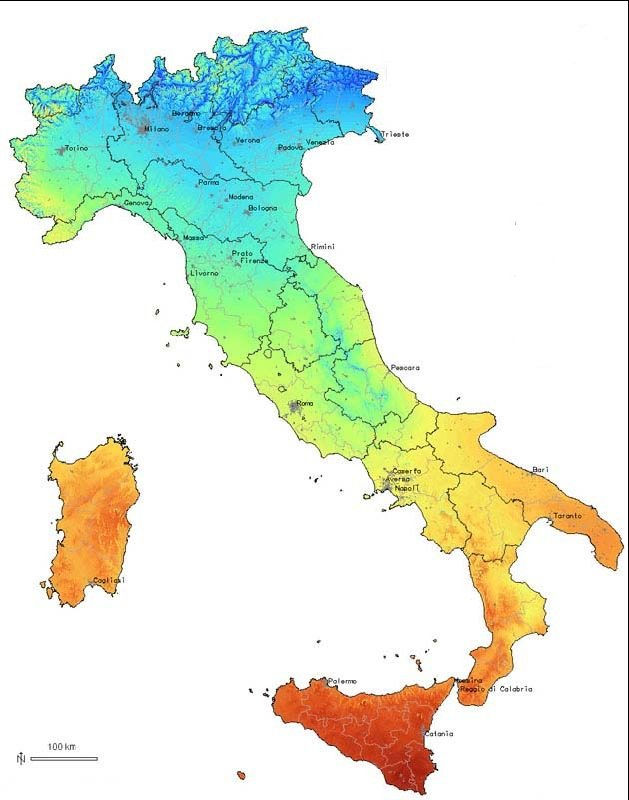 Bergamo
Milano
Brescia
Trieste
Torino
Verona
Padova
Venezia
Parma
Modena
Genova
Bologna
Massa
Rimini
Prato
Firenze
Livorno
Pescara
Roma
Caserta
Aversa
Napoli
Bari
Taranto
Cagliari
Palermo
Messina
Reggio di Calabria
Catania
100 km
N